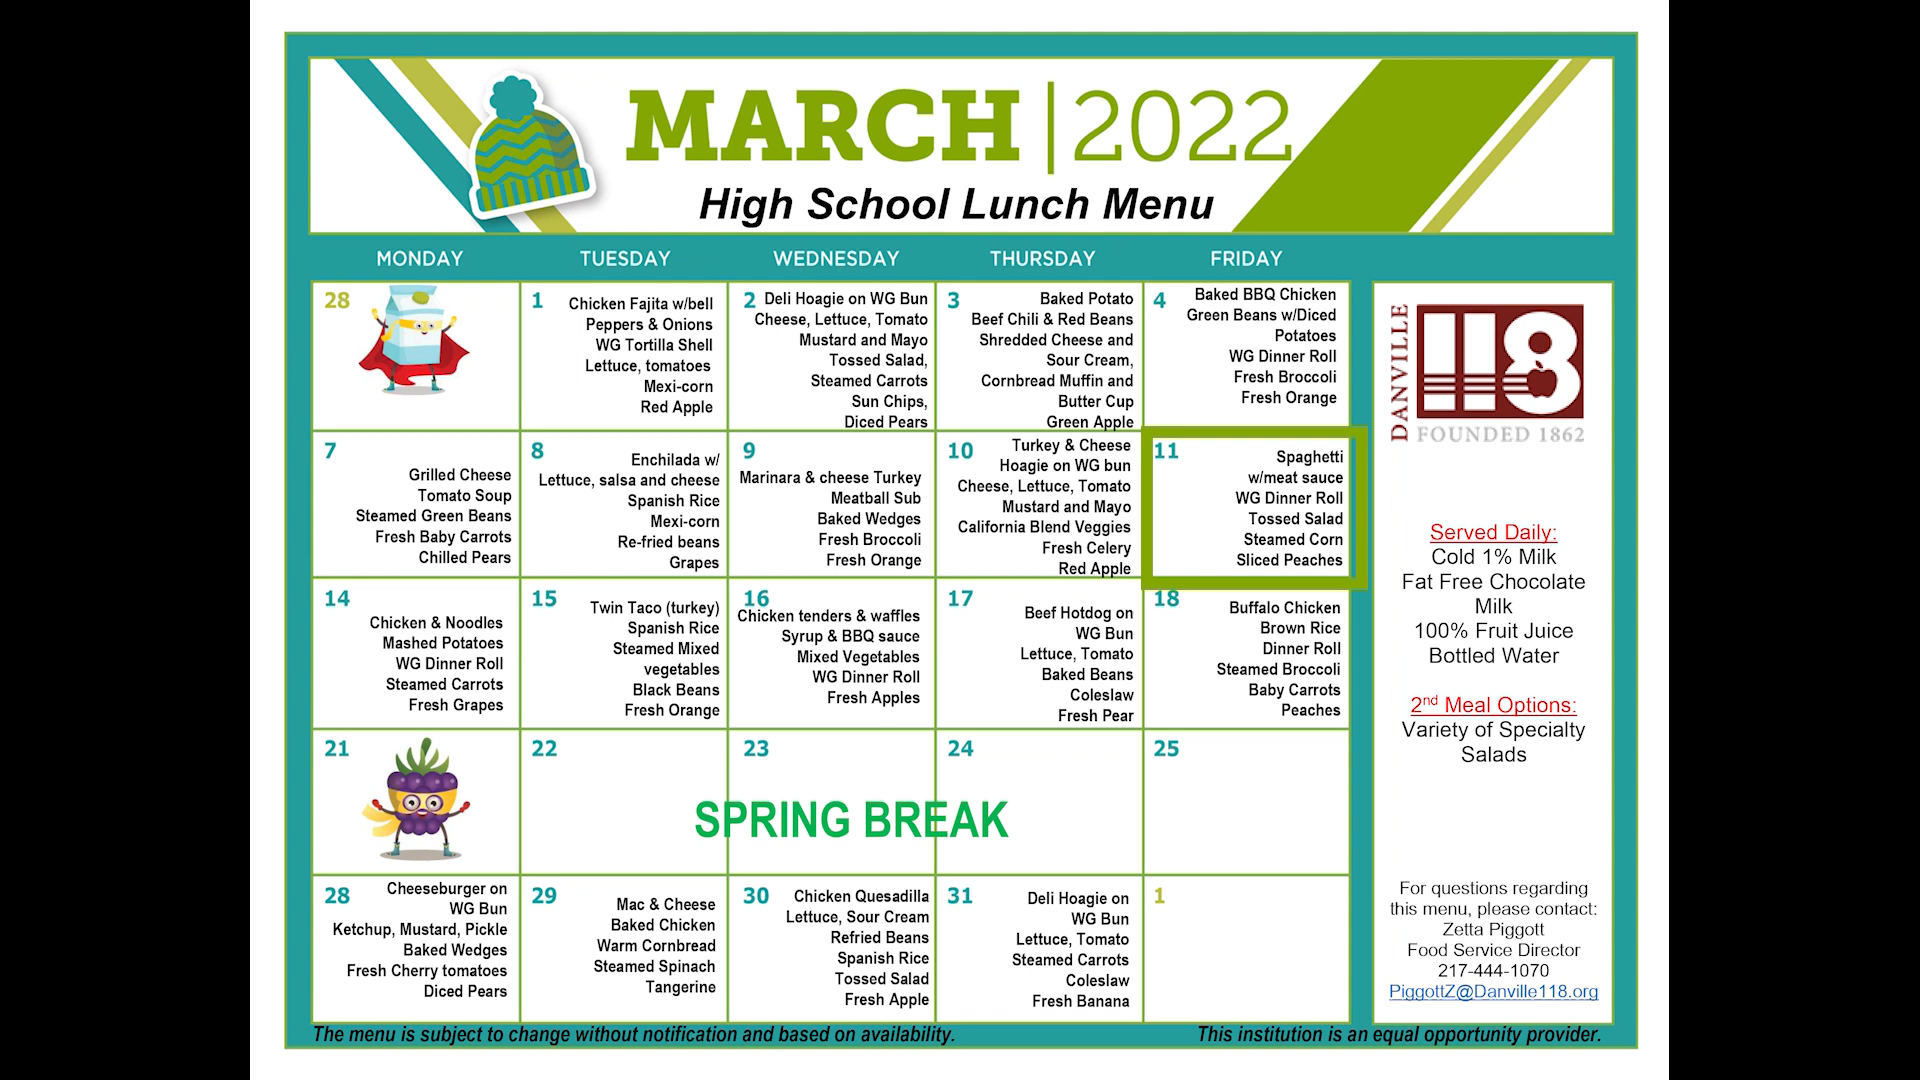 MARCH | 2022
High School Lunch Menu
MONDAY
TUESDAY
WEDNESDAY
THURSDAY
FRIDAY
28
1
Chicken Fajita w/bell
Peppers & Onions
WG Tortilla Shell
Lettuce, tomatoes
Mexi-corn
Red Apple
2
Deli Hoagie on WG Bun
Cheese, Lettuce, Tomato
Mustard and Mayo
Tossed Salad,
Steamed Carrots
Sun Chips,
Diced Pears
3
Baked Potato
Beef Chili & Red Beans
Shredded Cheese and
Sour Cream,
Cornbread Muffin and
Butter Cup
Green Apple
4
Baked BBQ Chicken
Green Beans w/Diced
Potatoes
WG Dinner Roll
Fresh Broccoli
Fresh Orange
7
Grilled Cheese
Tomato Soup
Steamed Green Beans
Fresh Baby Carrots
Chilled Pears
8
Enchilada w/
Lettuce, salsa and cheese
Spanish Rice
Mexi-corn
Re-fried beans
Grapes
9
Marinara & cheese Turkey
Meatball Sub
Baked Wedges
Fresh Broccoli
Fresh Orange
10
Turkey & Cheese
Hoagie on WG bun
Cheese, Lettuce, Tomato
Mustard and Mayo
California Blend Veggies
Fresh Celery
Red Apple
11
Spaghetti
w/meat sauce
WG Dinner Roll
Tossed Salad
Steamed Corn
Sliced Peaches
14
Chicken & Noodles
Mashed Potatoes
WG Dinner Roll
Steamed Carrots
Fresh Grapes
15
Twin Taco (turkey)
Spanish Rice
Steamed Mixed
vegetables
Black Beans
Fresh Orange
16
Chicken tenders & waffles
Syrup & BBQ sauce
Mixed Vegetables
WG Dinner Roll
Fresh Apples
17
Beef Hotdog on
WG Bun
Lettuce, Tomato
Baked Beans
Coleslaw
Fresh Pear
18
Buffalo Chicken
Brown Rice
Dinner Roll
Steamed Broccoli
Baby Carrots
Peaches
21
22
23
24
25
SPRING BREAK
28
Cheeseburger on
WG Bun
Ketchup, Mustard, Pickle
Baked Wedges
Fresh Cherry tomatoes
Diced Pears
29
Mac & Cheese
Baked Chicken
Warm Cornbread
Steamed Spinach
Tangerine
30
Chicken Quesadilla
Lettuce, Sour Cream
Refried Beans
Spanish Rice
Tossed Salad
Fresh Apple
31
Deli Hoagie on
WG Bun
Lettuce, Tomato
Steamed Carrots
Coleslaw
Fresh Banana
1
DANVILLE
118
FOUNDED 1862
Served Daily:
Cold 1% Milk
Fat Free Chocolate
Milk
100% Fruit Juice
Bottled Water
2nd Meal Options:
Variety of Specialty
Salads
For questions regarding
this menu, please contact:
Zetta Piggott
Food Service Director
217-444-1070
PiggottZ@Danville118.org
The menu is subject to change without notification and based on availability.
This institution is an equal opportunity provider.